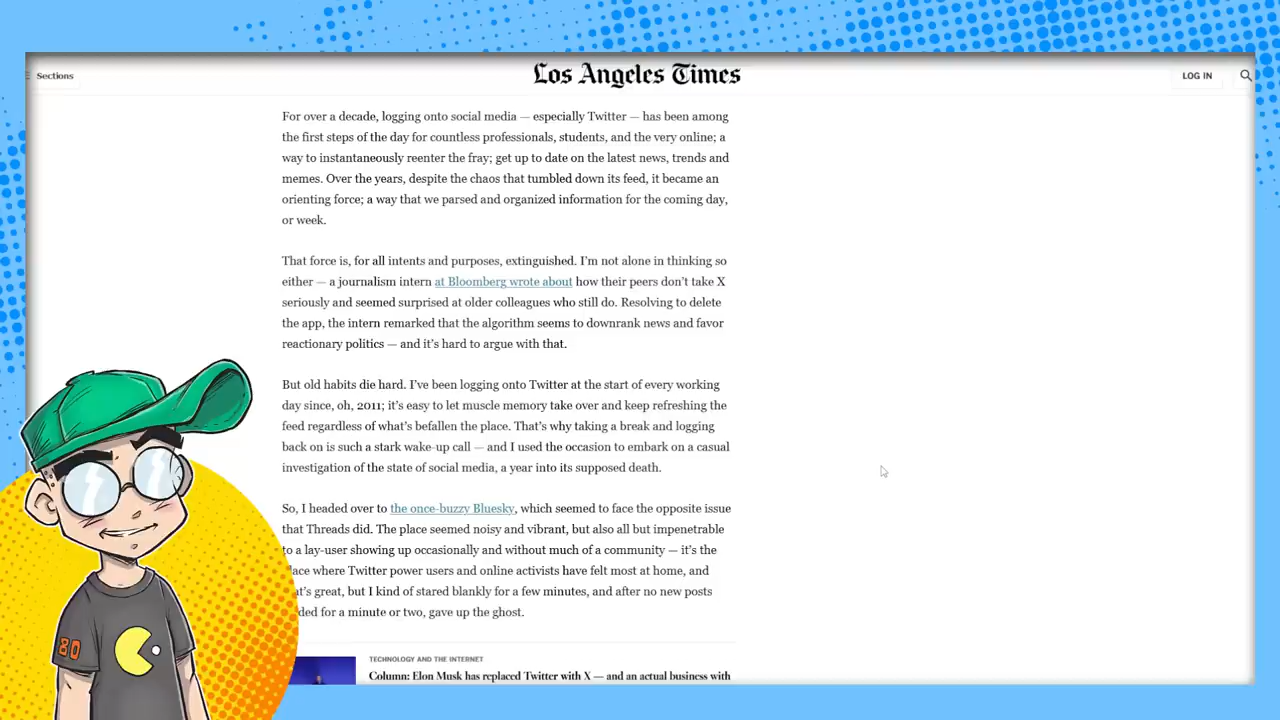 Sections
Los Angeles Times
LOG IN
For over a decade, logging onto social media — especially Twitter — has been among
the first steps of the day for countless professionals, students, and the very online; a
way to instantaneously reenter the fray; get up to date on the latest news, trends and
memes. Over the years, despite the chaos that tumbled down its feed, it became an
orienting force; a way that we parsed and organized information for the coming day,
or week.
That force is, for all intents and purposes, extinguished. I'm not alone in thinking so
either — a journalism intern at Bloomberg wrote about how their peers don't take X
seriously and seemed surprised at older colleagues who still do. Resolving to delete
the app, the intern remarked that the algorithm seems to downrank news and favor
reactionary politics — and it's hard to argue with that.
But old habits die hard. I've been logging onto Twitter at the start of every working
day since, oh, 2011; it's easy to let muscle memory take over and keep refreshing the
feed regardless of what's befallen the place. That's why taking a break and logging
back on is such a stark wake-up call — and I used the occasion to embark on a casual
investigation of the state of social media, a year into its supposed death.
So, I headed over to the once-buzzy Bluesky, which seemed to face the opposite issue
that Threads did. The place seemed noisy and vibrant, but also all but impenetrable
to a lay-user showing up occasionally and without much of a community — it's the
where Twitter power users and online activists have felt most at home, and
great, but I kind of stared blankly for a few minutes, and after no new posts
for a minute or two, gave up the ghost.
TECHNOLOGY AND THE INTERNET
Column: Elon Musk has replaced Twitter with X — and an actual business with
80